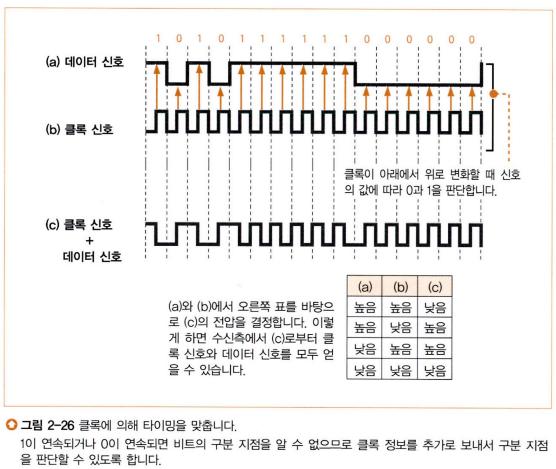 1 0 1 0 1 1 1 1 1 1 0 0 0 0 0 0
(a) 데이터 신호
(b) 클록 신호
클록이 아래에서 위로 변화할 때 신호
의 값에 따라 0과 1을 판단합니다.
(c) 클록 신호
+
데이터 신호
(a)와 (b)에서 오른쪽 표를 바탕으
로 (c)의 전압을 결정합니다. 이렇
게 하면 수신측에서 (c)로부터 클
록 신호와 데이터 신호를 모두 얻
을 수 있습니다.
(a) (b) (c)
높음 높음 낮음
높음 낮음 높음
낮음 높음 높음
낮음 낮음 낮음
그림 2-26 클록에 의해 타이밍을 맞춥니다.
1이 연속되거나 0이 연속되면 비트의 구분 지점을 알 수 없으므로 클록 정보를 추가로 보내서 구분 지점
을 판단할 수 있도록 합니다.